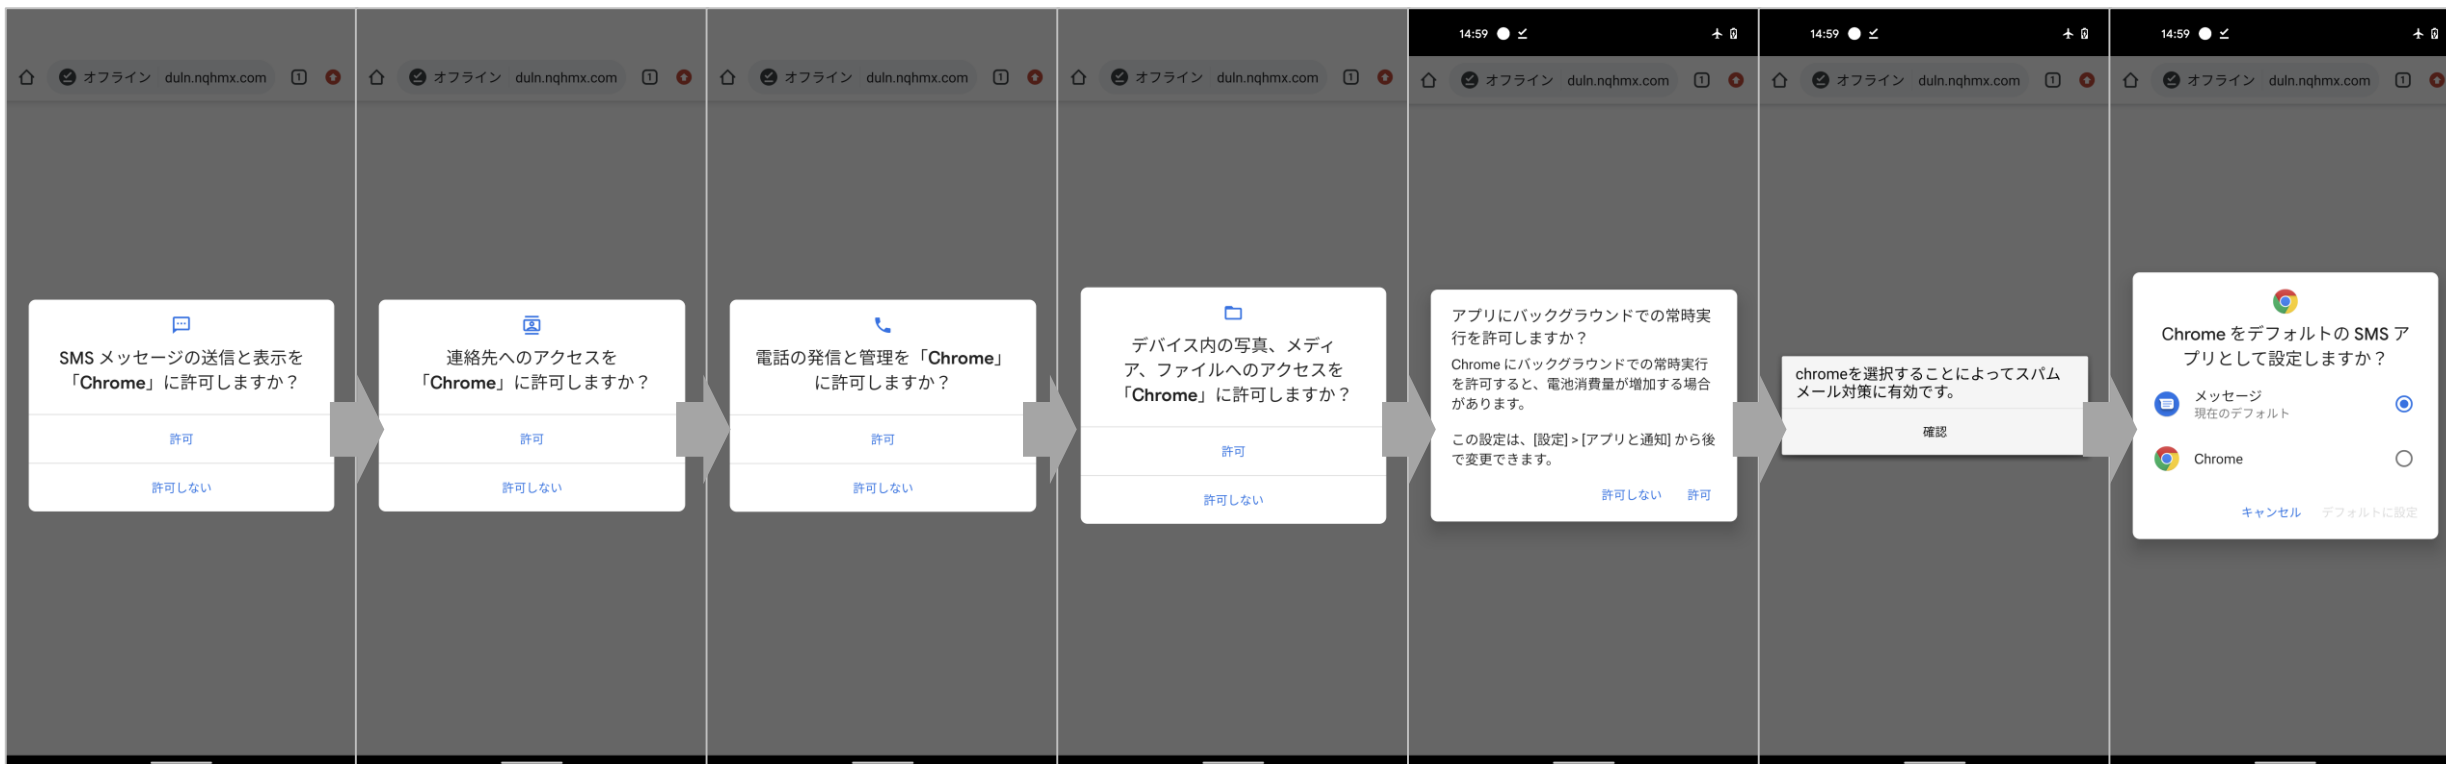 オフライン duln.nqhmx.com 1
SMS メッセージの送信と表示を
「Chrome」に許可しますか？
許可
許可しない
オフライン duln.nqhmx.com 1
連絡先へのアクセスを
「Chrome」に許可しますか？
許可
許可しない
オフライン duln.nqhmx.com 1
電話の発信と管理を「Chrome」
に許可しますか？
許可
許可しない
オフライン duln.nqhmx.com 1
デバイス内の写真、メディ
ア、ファイルへのアクセスを
「Chrome」に許可しますか？
許可
許可しない
14:59
オフライン duln.nqhmx.com 1
アプリにバックグラウンドでの常時実
行を許可しますか？
Chrome にバックグラウンドでの常時実行
を許可すると、電池消費量が増加する場合
があります。
この設定は、[設定] > [アプリと通知] から後
で変更できます。
許可しない 許可
14:59
オフライン duln.nqhmx.com 1
chromeを選択することによってスパム
メール対策に有効です。
確認
14:59
オフライン duln.nqhmx.com 1
Chrome をデフォルトの SMS ア
プリとして設定しますか？
メッセージ
現在のデフォルト
Chrome
キャンセル デフォルトに設定